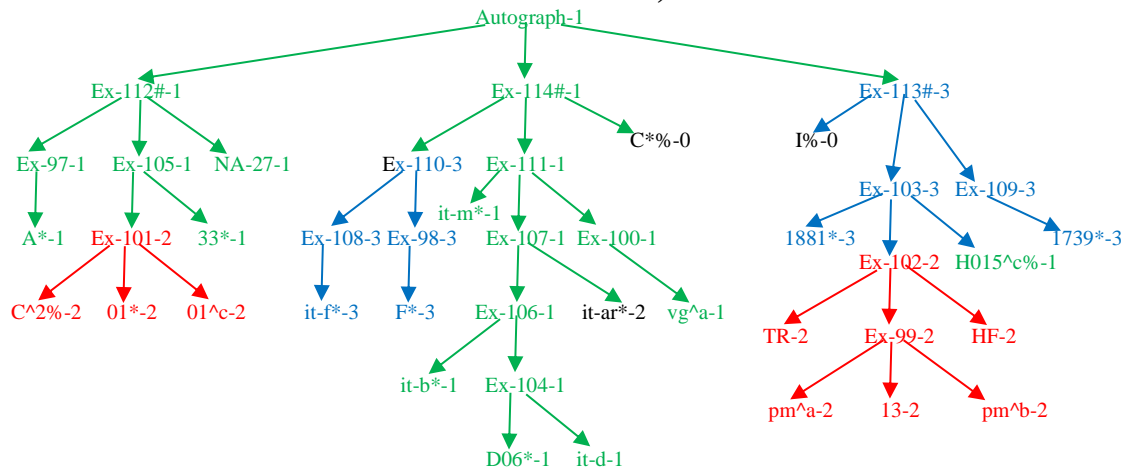 Autograph-1
Ex-112#-1 Ex-114#-1 Ex-113#-3
C*%-0 I%-0
Ex-97-1 Ex-105-1 NA-27-1 Ex-110-3 Ex-111-1
Ex-103-3 Ex-109-3
it-m*-1
A*-1 Ex-101-2 33*-1 Ex-108-3 Ex-98-3 Ex-107-1 Ex-100-1 1881*-3 1739*-3
Ex-102-2 H015^c%-1
C^2%-2 01*-2 01^c-2 it-f*-3 F*-3 Ex-106-1 it-ar*-2 vg^a-1
TR-2 Ex-99-2 HF-2
it-b*-1 Ex-104-1
pm^a-2 13-2 pm^b-2
D06*-1 it-d-1